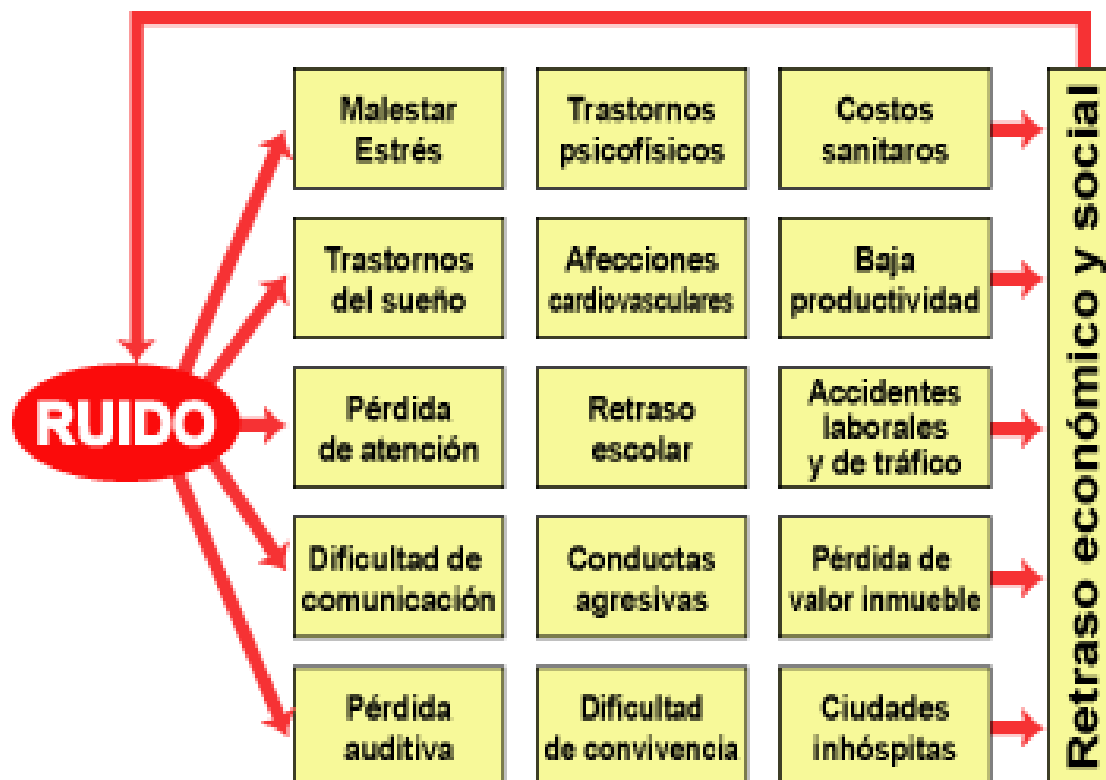 Malestar
Estrés
Trastornos
psicofísicos
Costos
sanitaros
Trastornos
del sueño
Afecciones
cardiovasculares
Baja
productividad
RUIDO
Pérdida
de atención
Retraso
escolar
Accidentes
laborales
y de tráfico
Dificultad de
comunicación
Conductas
agresivas
Pérdida de
valor inmueble
Pérdida
auditiva
Dificultad
de convivencia
Ciudades
inhóspitas
Retraso económico y social